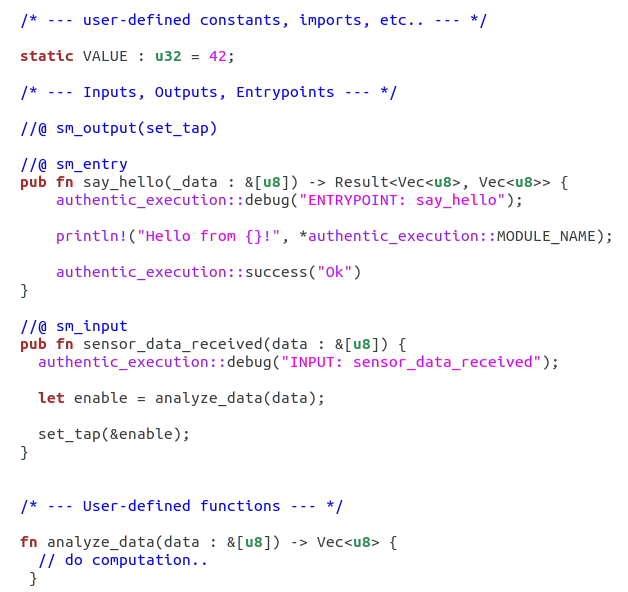 /* --- user-defined constants, imports, etc.. --- */
static VALUE : u32 = 42;
/* --- Inputs, Outputs, Entrypoints --- */
//@ sm_output(set_tap)
//@ sm_entry
pub fn say_hello(_data : &[u8]) -> Result<Vec<u8>, Vec<u8>> {
    authentic_execution::debug("ENTRYPOINT: say_hello");
    println!("Hello from {}!", *authentic_execution::MODULE_NAME);
    authentic_execution::success("Ok")
}
//@ sm_input
pub fn sensor_data_received(data : &[u8]) {
  authentic_execution::debug("INPUT: sensor_data_received");
  let enable = analyze_data(data);
  set_tap(&enable);
}
/* --- User-defined functions --- */
fn analyze_data(data : &[u8]) -> Vec<u8> {
  // do computation..
 }